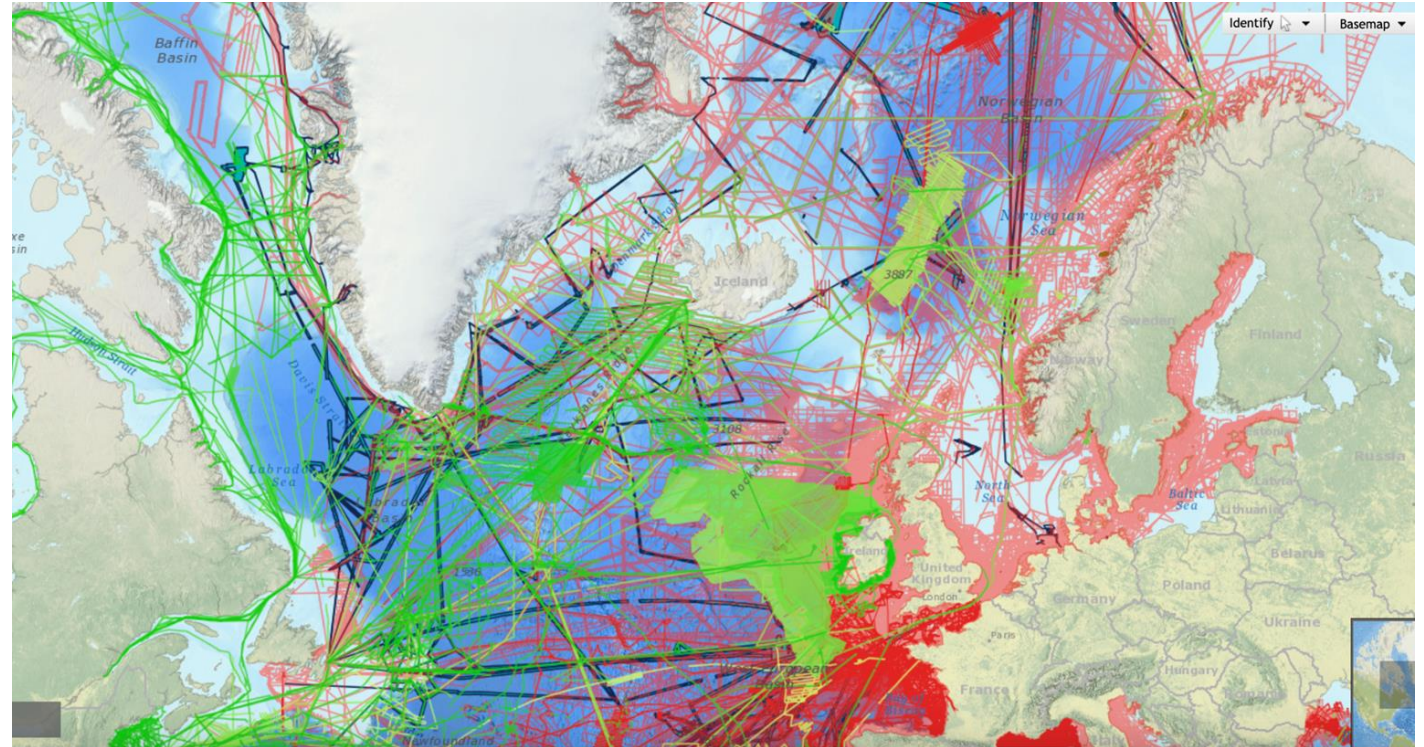 Identify
Basemap
Baffin
Basin
Norwegian
Basin
Norwegian
Sea
Iceland
3887
Sweden
Finland
Norway
Hudson Strait
Davis Strait
3108
Labrador
Sea
North
Sea
Baltic
Sea
Estonia
Latvia
Lithuania
Russia
Belarus
Ireland
United
Kingdom
London
Germany
Poland
Ukraine
Paris
France
Hungary
Newfoundland